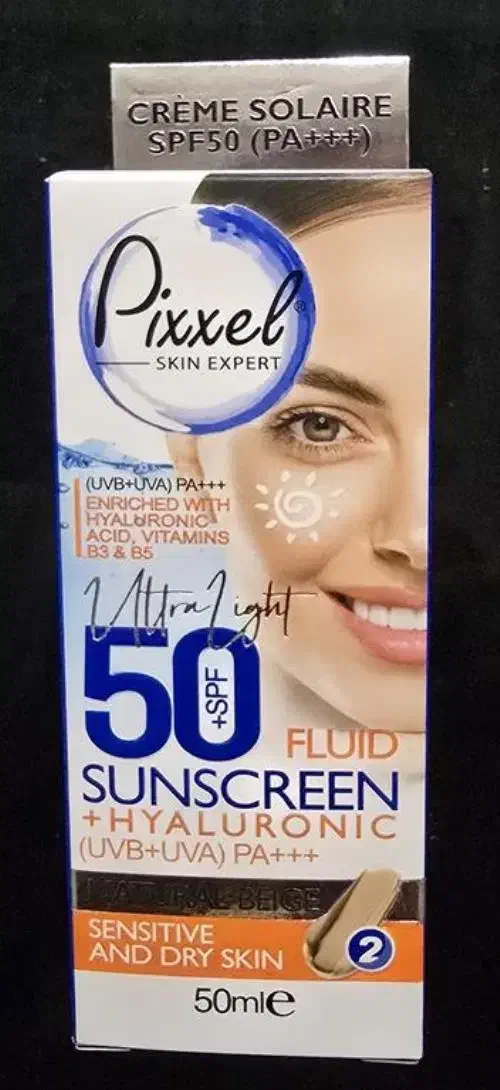 CRÈME SOLAIRE
SPF50 (PA+++)
Pixxel®
SKIN EXPERT
(UVB+UVA) PA+++
ENRICHED WITH
HYALURONIC
ACID, VITAMINS
B3 & B5
Ultra Light
50
+SPF
FLUID
SUNSCREEN
+HYALURONIC
(UVB+UVA) PA+++
NATURAL BEIGE
SENSITIVE
AND DRY SKIN
2
50ml℮